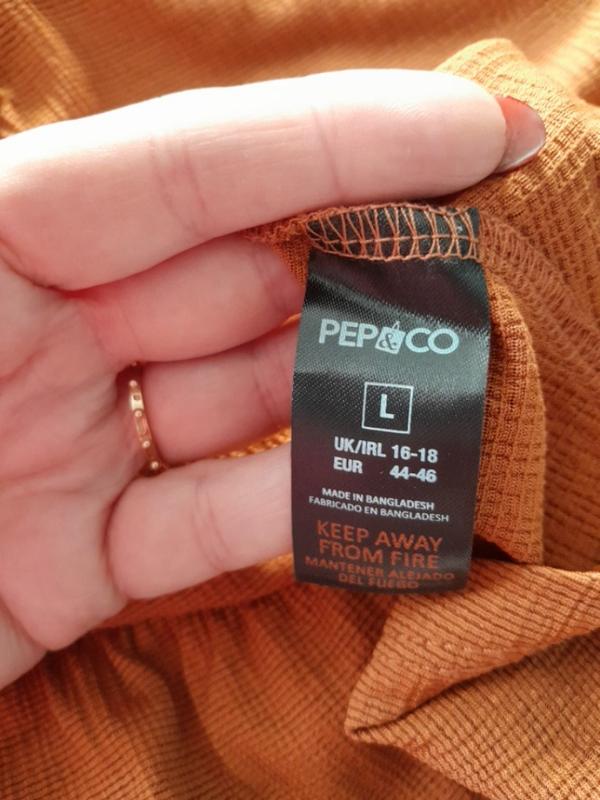 PEP&CO
L
UK/IRL 16-18
EUR 44-46
MADE IN BANGLADESH
FABRICADO EN BANGLADESH
KEEP AWAY
FROM FIRE
MANTENER ALEJADO
DEL FUEGO